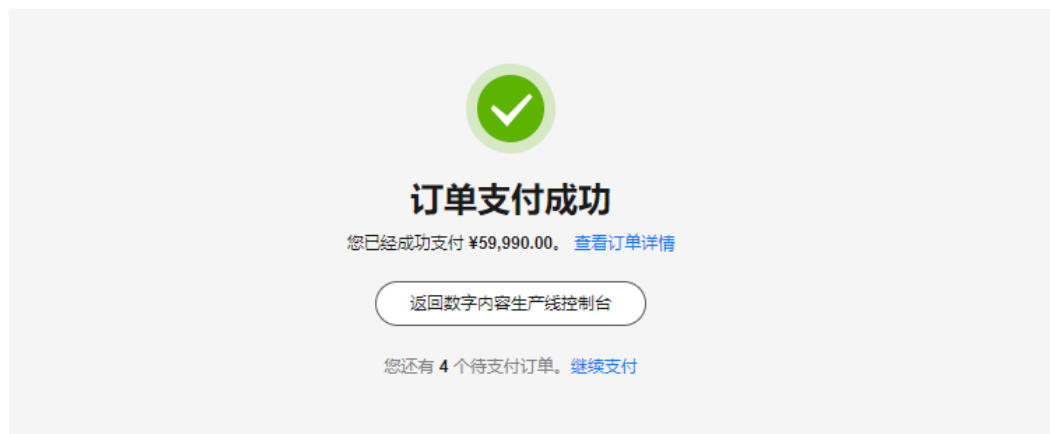 订单支付成功
您已经成功支付 ¥59,990.00。 查看订单详情
返回数字内容生产线控制台
您还有 4 个待支付订单。继续支付